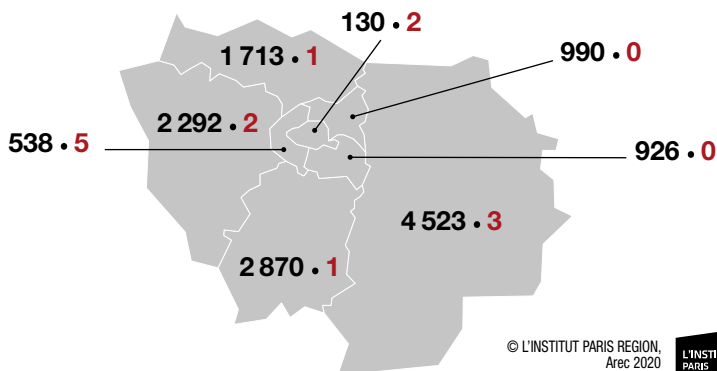 130 • 2
1 713 • 1
990 • 0
2 292 • 2
538 • 5
926 • 0
4 523 • 3
2 870 • 1
© L'INSTITUT PARIS REGION,
Arec 2020
PARIS